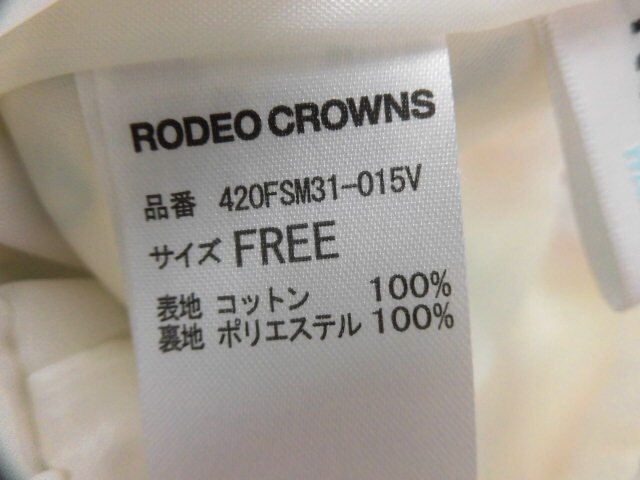 RODEO CROWNS
品番 420FSM31-015V
サイズ FREE
表地 コットン 100%
裏地 ポリエステル 100%